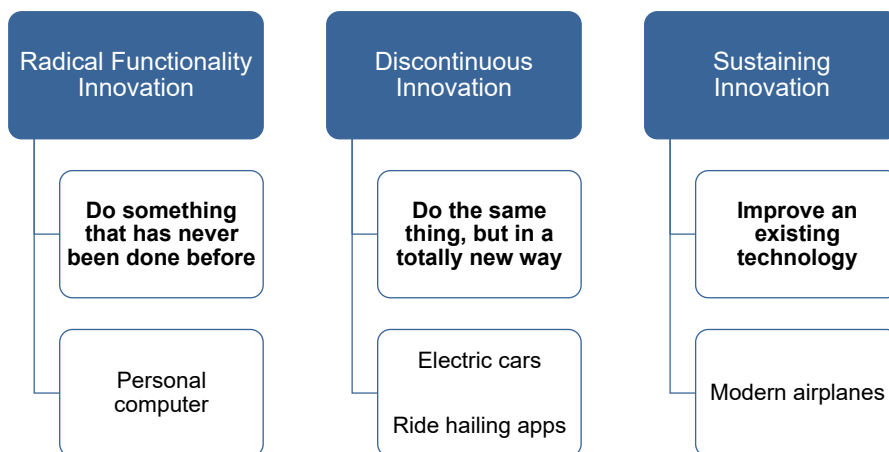 Radical Functionality
Innovation
Do something
that has never
been done before
Personal
computer
Discontinuous
Innovation
Do the same
thing, but in a
totally new way
Electric cars
Ride hailing apps
Sustaining
Innovation
Improve an
existing
technology
Modern airplanes